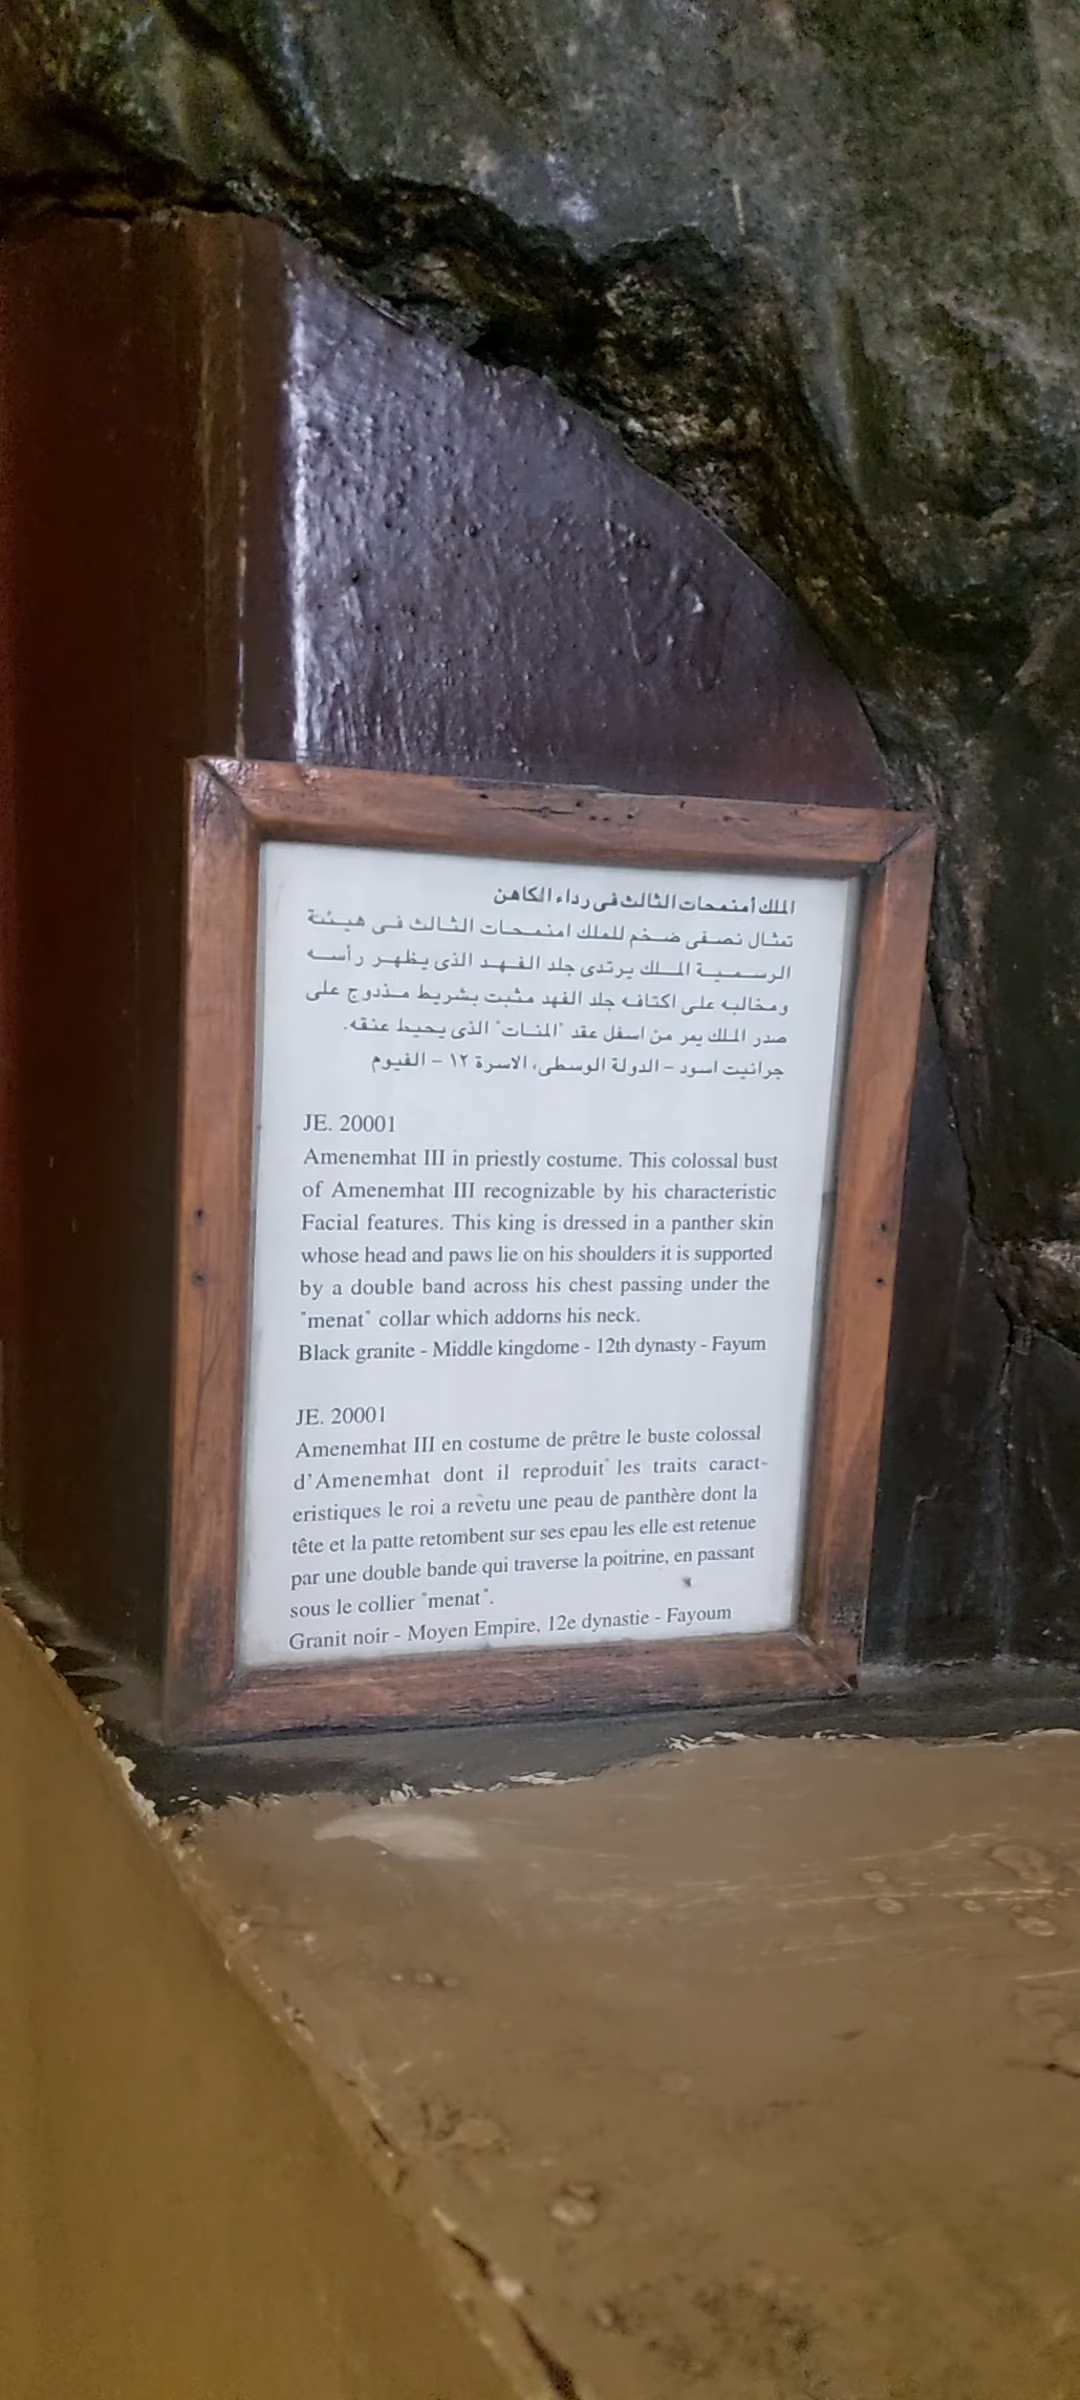 الملك أمنمحات الثالث فى رداء الكاهن
تمثال نصفى ضخم للملك امنمحات الثالث فى هيئة
الرسمية الملك يرتدى جلد الفهد الذى يظهر رأسه
ومخالبه على اكتافه جلد الفهد مثبت بشريط مذدوج على
صدر الملك يمر من اسفل عقد "المنات" الذى يحيط عنقه.
جرانيت اسود - الدولة الوسطى، الاسرة ١٢ - الفيوم
JE. 20001
Amenemhat III in priestly costume. This colossal bust
of Amenemhat III recognizable by his characteristic
Facial features. This king is dressed in a panther skin
whose head and paws lie on his shoulders it is supported
by a double band across his chest passing under the
"menat" collar which addorns his neck.
Black granite - Middle kingdome - 12th dynasty - Fayum
JE. 20001
Amenemhat III en costume de prêtre le buste colossal
d'Amenemhat dont il reproduit les traits caract-
eristiques le roi a revetu une peau de panthère dont la
tête et la patte retombent sur ses epau les elle est retenue
par une double bande qui traverse la poitrine, en passant
sous le collier "menat".
Granit noir - Moyen Empire, 12e dynastie - Fayoum